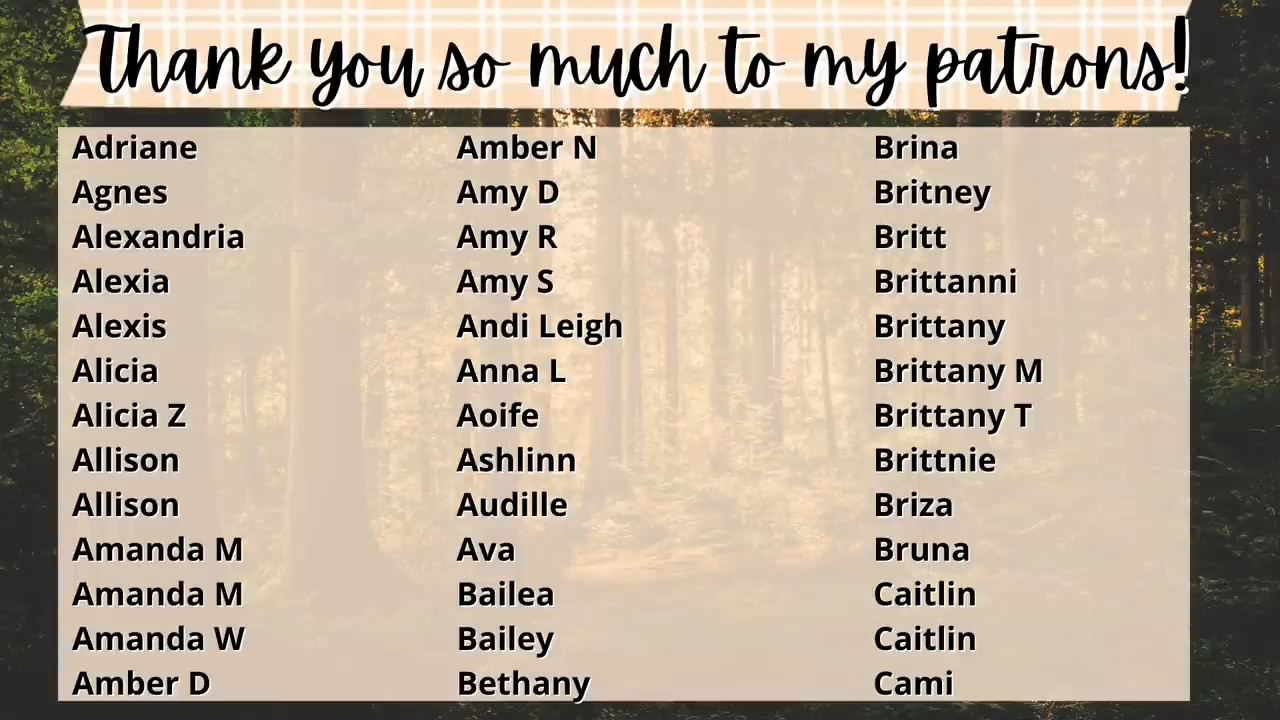 Thank you so much to my patrons!
Adriane
Agnes
Alexandria
Alexia
Alexis
Alicia
Alicia Z
Allison
Allison
Amanda M
Amanda M
Amanda W
Amber D
Amber N
Amy D
Amy R
Amy S
Andi Leigh
Anna L
Aoife
Ashlinn
Audille
Ava
Bailea
Bailey
Bethany
Brina
Britney
Britt
Brittanni
Brittany
Brittany M
Brittany T
Brittnie
Briza
Bruna
Caitlin
Caitlin
Cami